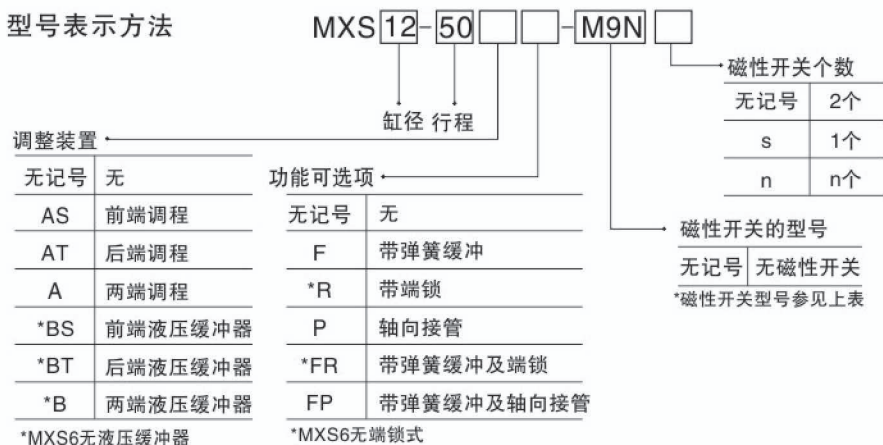 型号表示方法
MXS 12-50 - M9N
缸径 行程
调整装置
无记号 无
AS 前端调程
AT 后端调程
A 两端调程
*BS 前端液压缓冲器
*BT 后端液压缓冲器
*B 两端液压缓冲器
*MXS6无液压缓冲器
功能可选项
无记号 无
F 带弹簧缓冲
*R 带端锁
P 轴向接管
*FR 带弹簧缓冲及端锁
FP 带弹簧缓冲及轴向接管
*MXS6无端锁式
磁性开关个数
无记号 2个
s 1个
n n个
磁性开关的型号
无记号 无磁性开关
*磁性开关型号参见上表